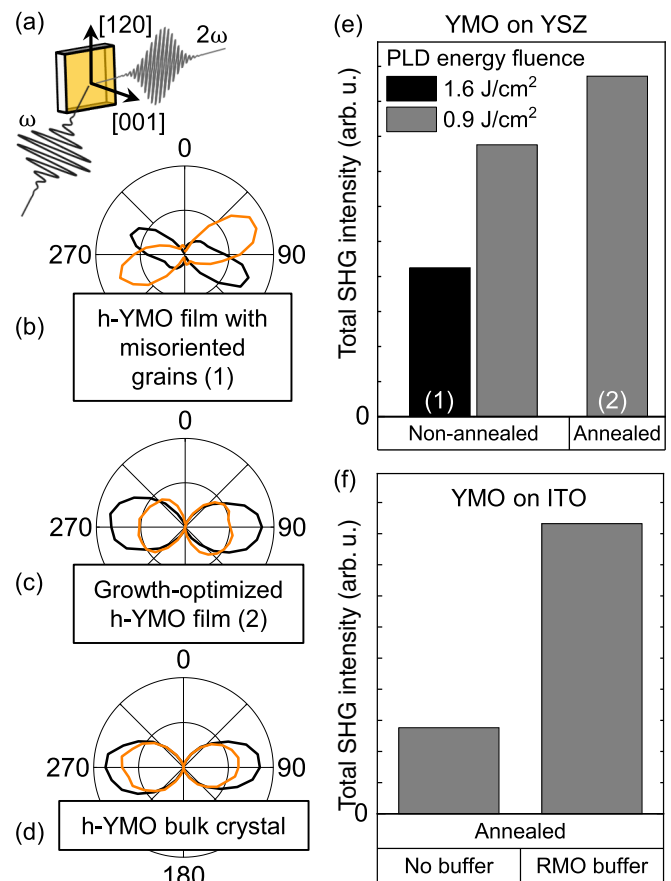 (a)
[120]
2ω
ω
[001]
0
270
90
(b)
h-YMO film with
misoriented
grains (1)
0
270
90
(c)
Growth-optimized
h-YMO film (2)
0
270
90
(d)
h-YMO bulk crystal
180
(e)
YMO on YSZ
PLD energy fluence
1.6 J/cm²
0.9 J/cm²
Total SHG intensity (arb. u.)
0
(1)
(2)
Non-annealed
Annealed
(f)
YMO on ITO
Total SHG intensity (arb. u.)
0
Annealed
No buffer
RMO buffer